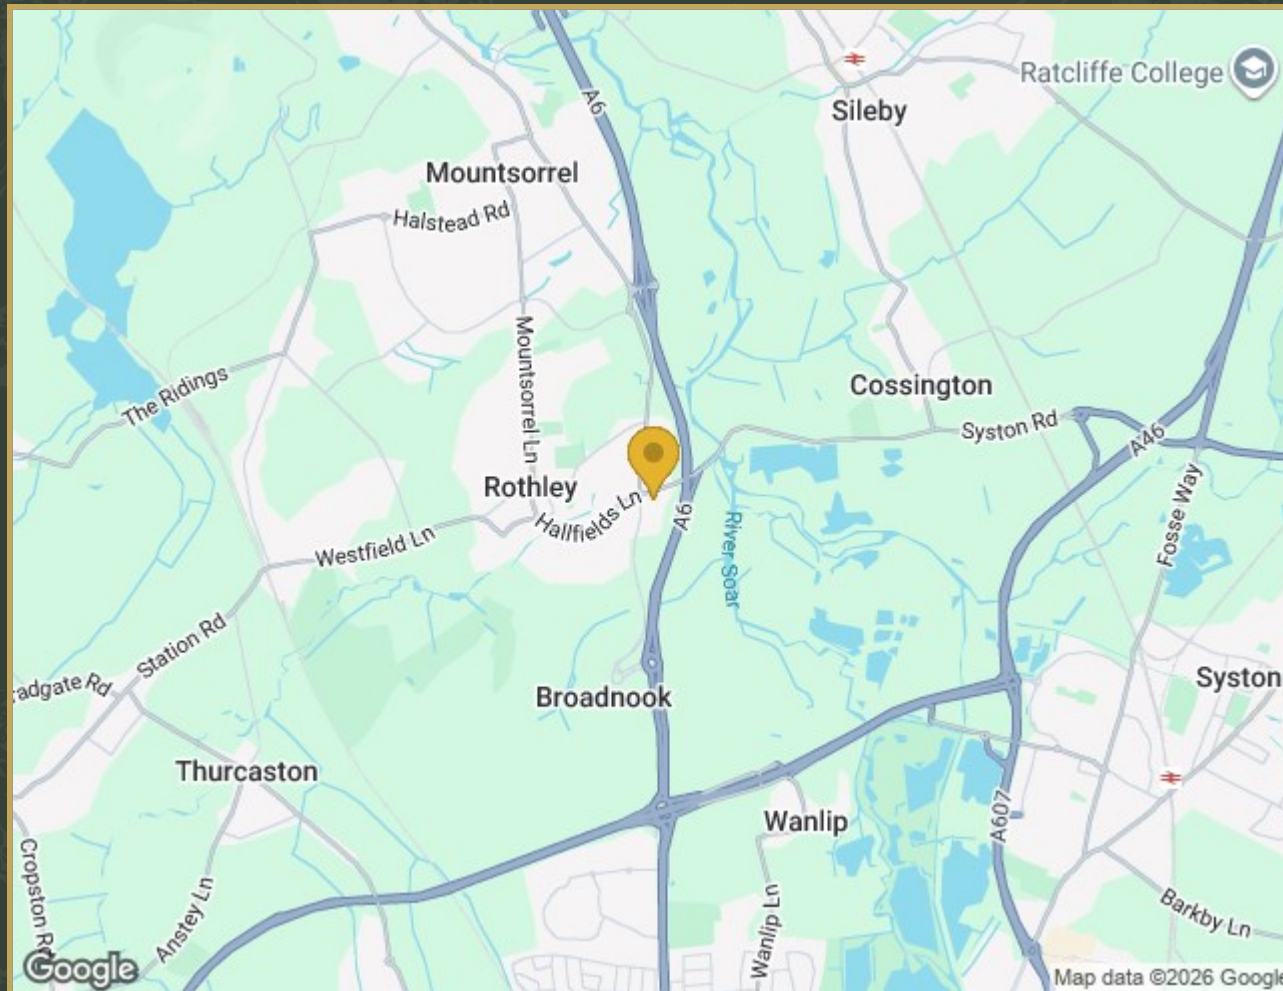 A6
Ratcliffe College
Sileby
Mountsorrel
Halstead Rd
Mountsorrel Ln
The Ridings
Cossington
Syston Rd
A46
Fosse Way
Rothley
Hallfields Ln
A6
River Soar
Westfield Ln
Station Rd
radgate Rd
Broadnook
Syston
Thurcaston
Wanlip
A607
Cropston Rd
Anstey Ln
Wanlip Ln
Barkby Ln
Google
Map data ©2026 Google